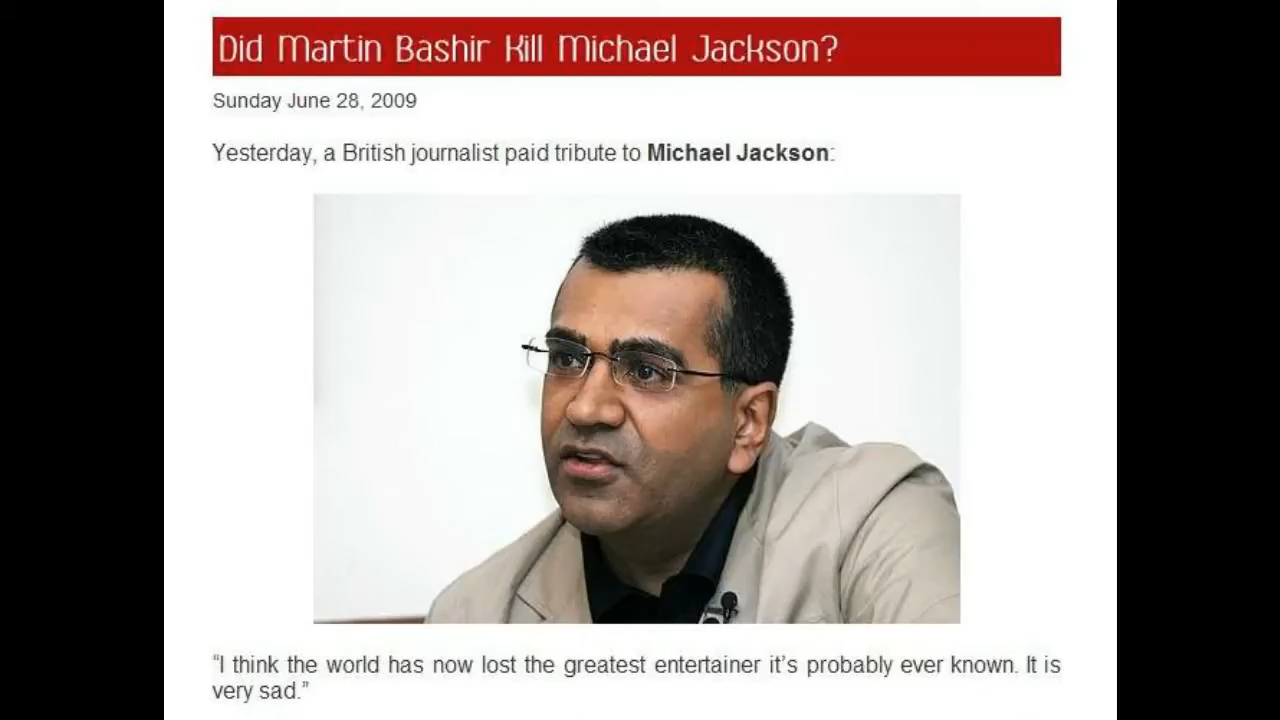 Did Martin Bashir Kill Michael Jackson?
Sunday June 28, 2009
Yesterday, a British journalist paid tribute to Michael Jackson:
“I think the world has now lost the greatest entertainer it’s probably ever known. It is
very sad.”